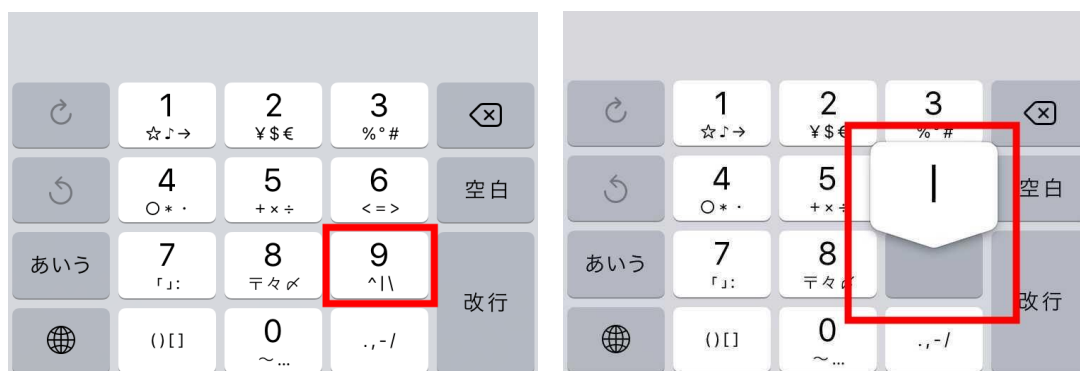 1 2 3
☆♪→ ¥$€ %°#
4 5 6 空白
○*・ +×÷ <=>
あいう 7 8 9
「」: 〒々〆 ^|\
改行
()[] 0 .,-/
～…
1 2 3
☆♪→ ¥$€ %°#
4 5 | 空白
○*・ +×÷
あいう 7 8
「」: 〒々〆
改行
()[] 0 .,-/
～…